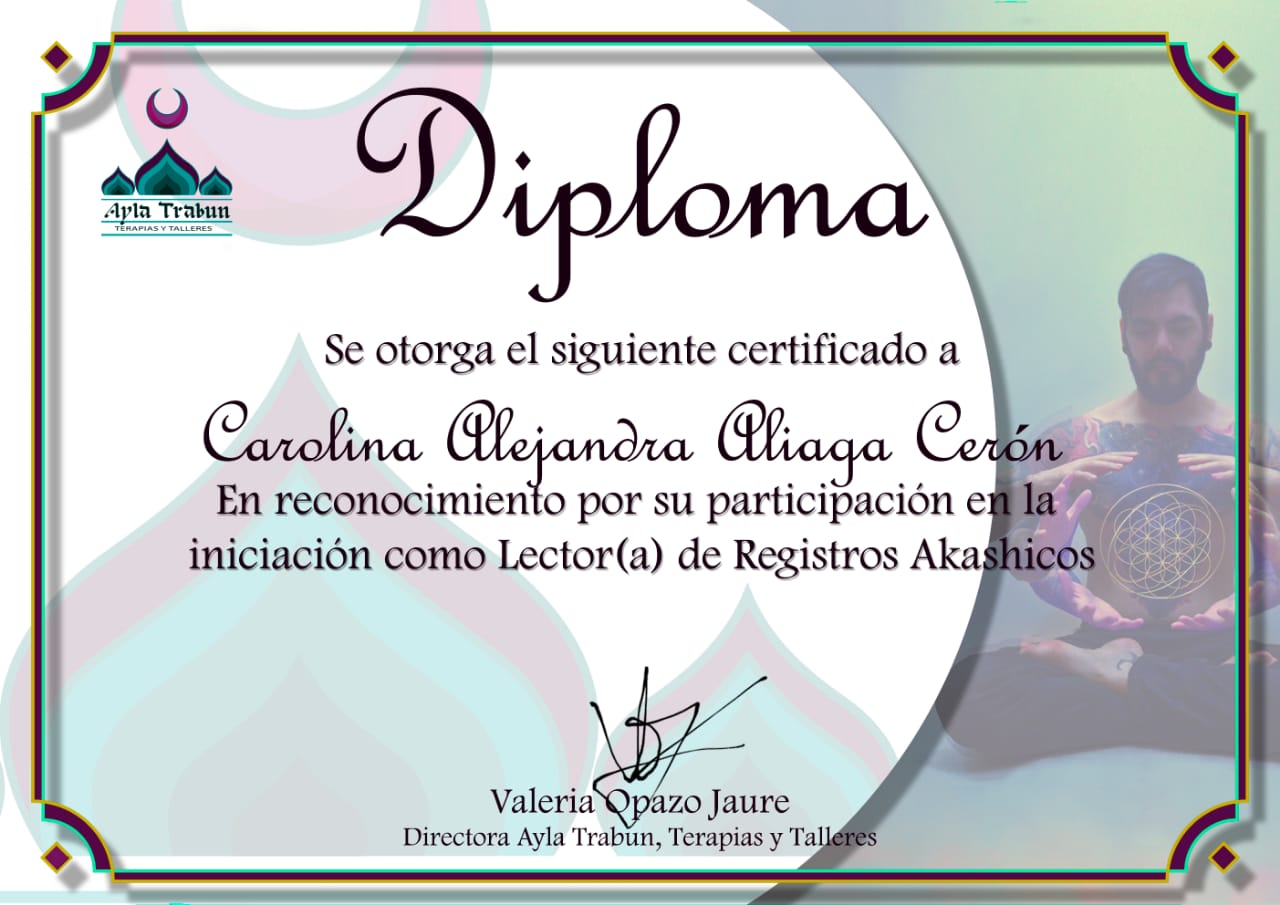 Ayla Trabun
TERAPIAS Y TALLERES
Diploma
Se otorga el siguiente certificado a
Carolina Alejandra Aliaga Cerón
En reconocimiento por su participación en la
iniciación como Lector(a) de Registros Akashicos
Valeria Opazo Jaure
Directora Ayla Trabun, Terapias y Talleres